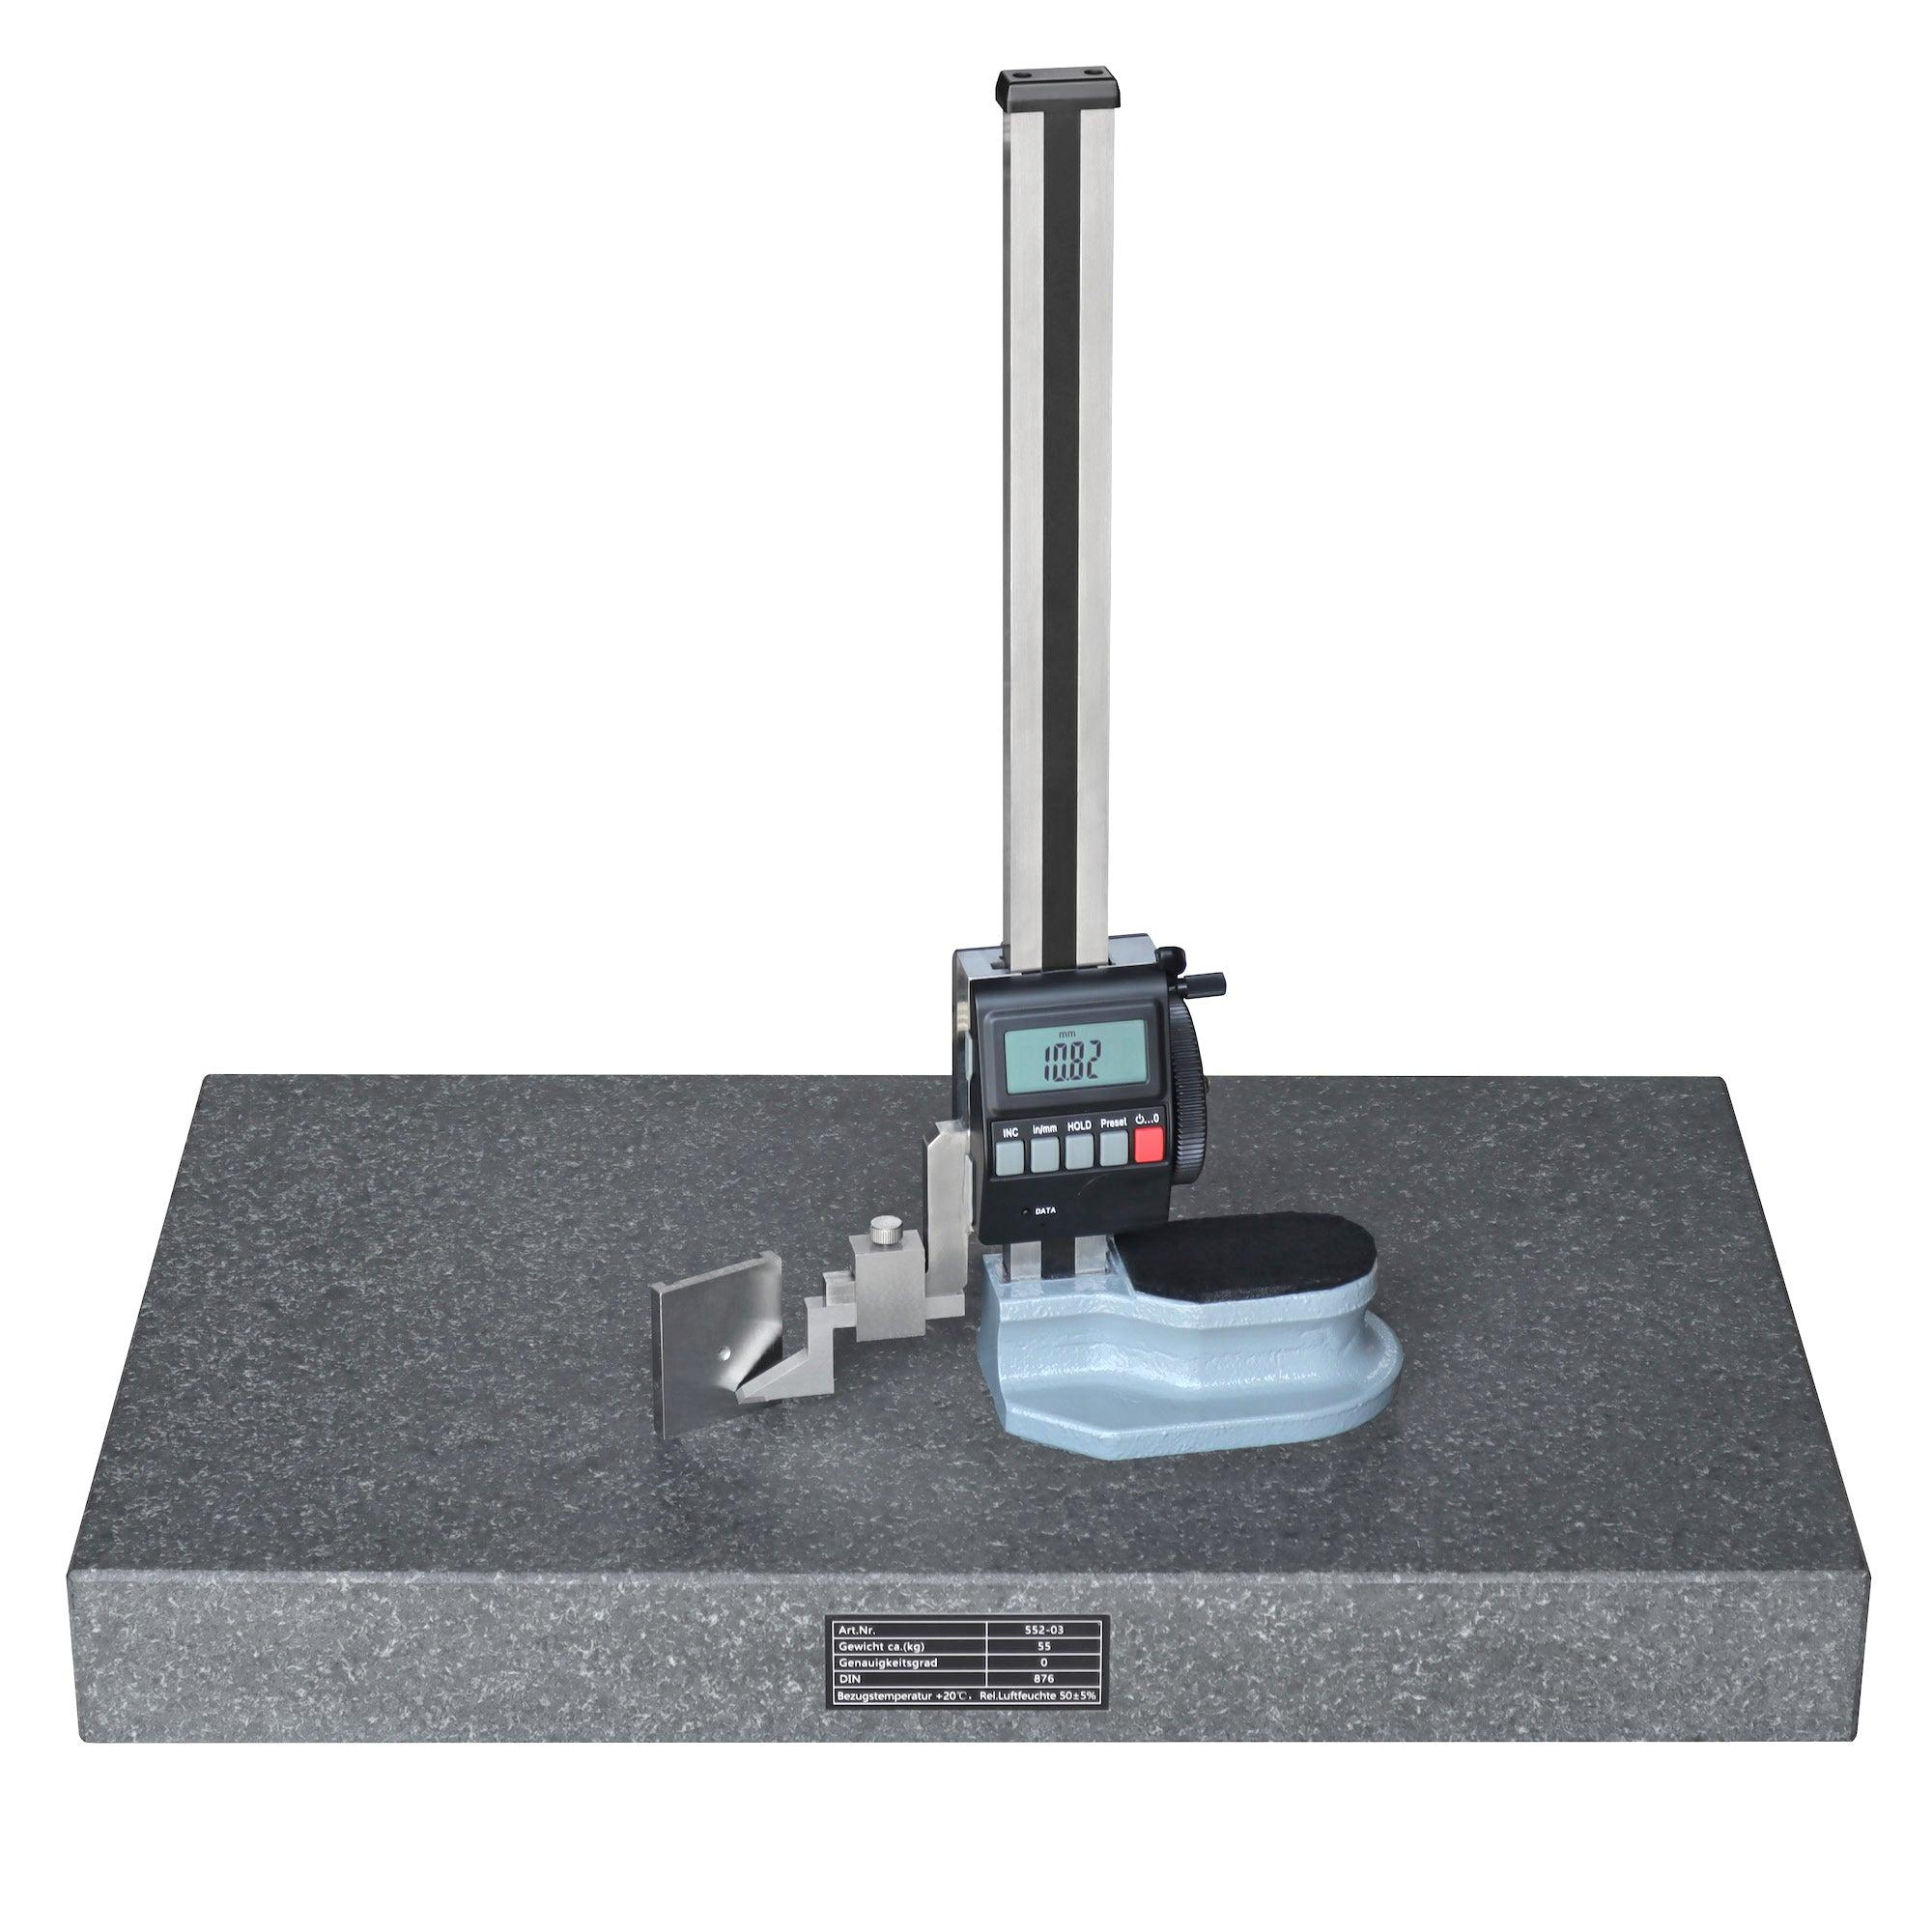 mm
10.82
INC in/mm HOLD Preset ⏻...0
DATA
Art.Nr. 552-03
Gewicht ca.(kg) 55
Genauigkeitsgrad 0
DIN 876
Bezugstemperatur +20℃. Rel.Luftfeuchte 50±5%